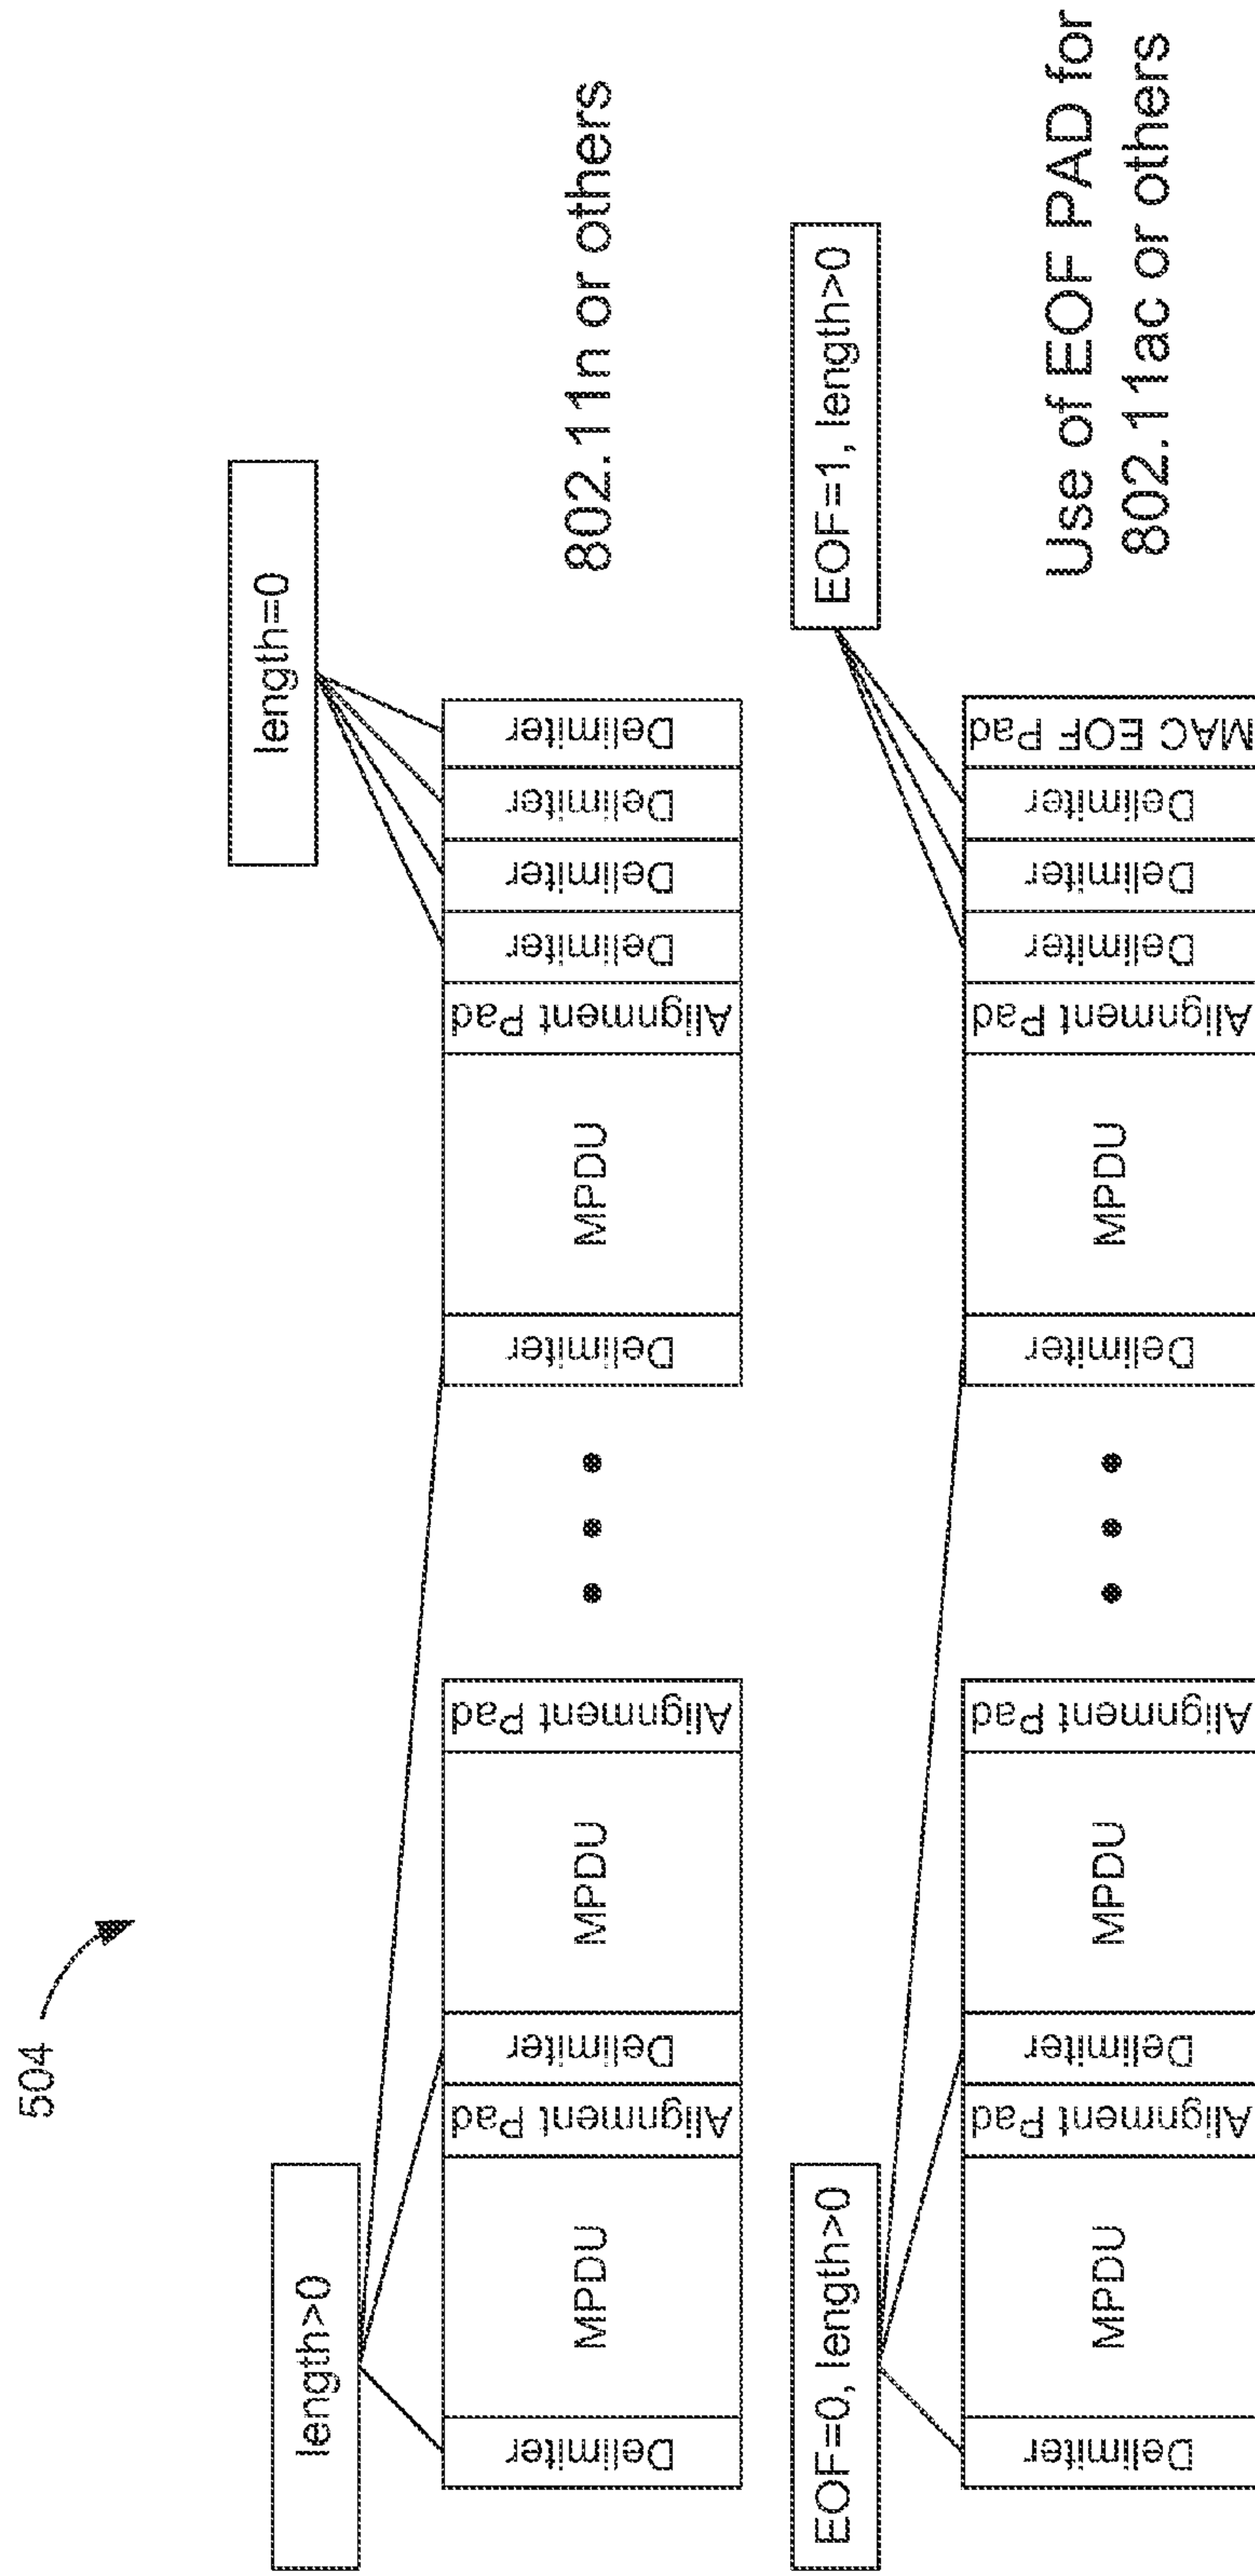 504
length>0
length=0
Delimiter
MPDU
Alignment Pad
Delimiter
MPDU
Alignment Pad
Delimiter
MPDU
Alignment Pad
Delimiter
Delimiter
Delimiter
Delimiter
802.11n or others
EOF=0, length>0
EOF=1, length>0
Delimiter
MPDU
Alignment Pad
Delimiter
MPDU
Alignment Pad
Delimiter
MPDU
Alignment Pad
Delimiter
Delimiter
Delimiter
MAC EOF Pad
Use of EOF PAD for
802.11ac or others